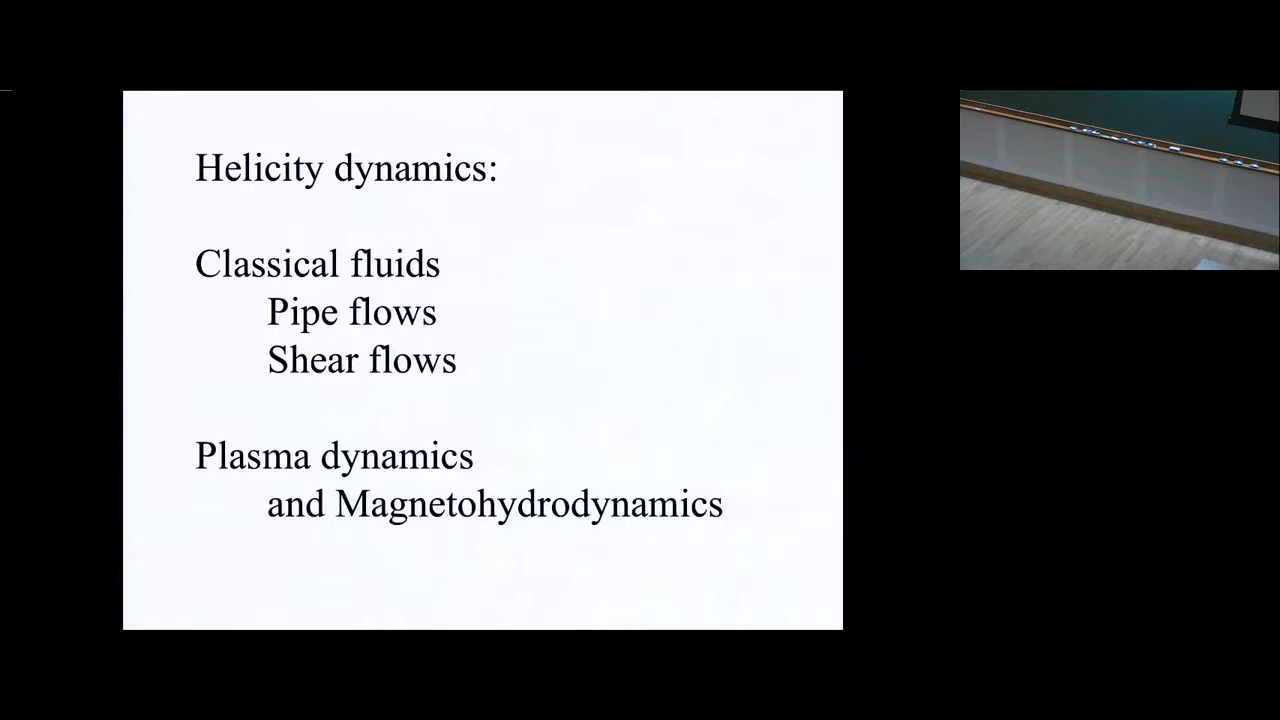 Helicity dynamics:
Classical fluids
Pipe flows
Shear flows
Plasma dynamics
and Magnetohydrodynamics